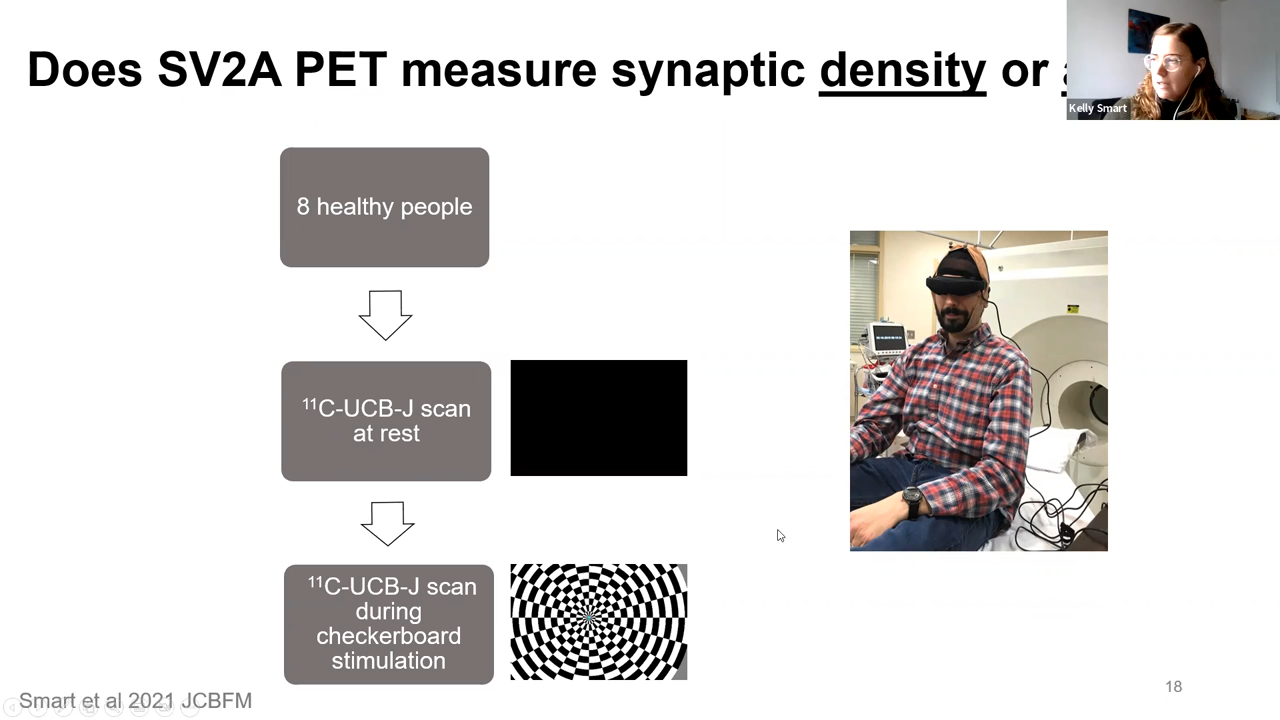 Does SV2A PET measure synaptic density or
Kelly Smart
8 healthy people
¹¹C-UCB-J scan
at rest
¹¹C-UCB-J scan
during
checkerboard
stimulation
Smart et al 2021 JCBFM
18